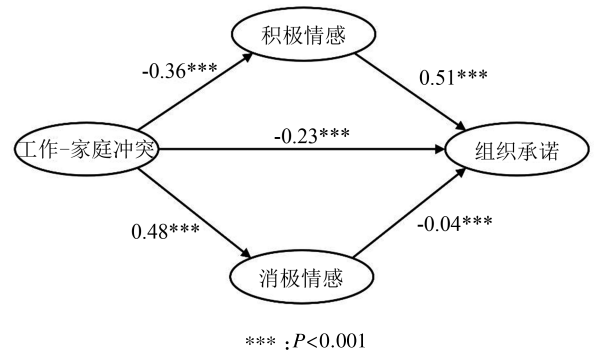 积极情感
-0.36***
0.51***
工作-家庭冲突
-0.23***
组织承诺
0.48***
-0.04***
消极情感
*** :P<0.001